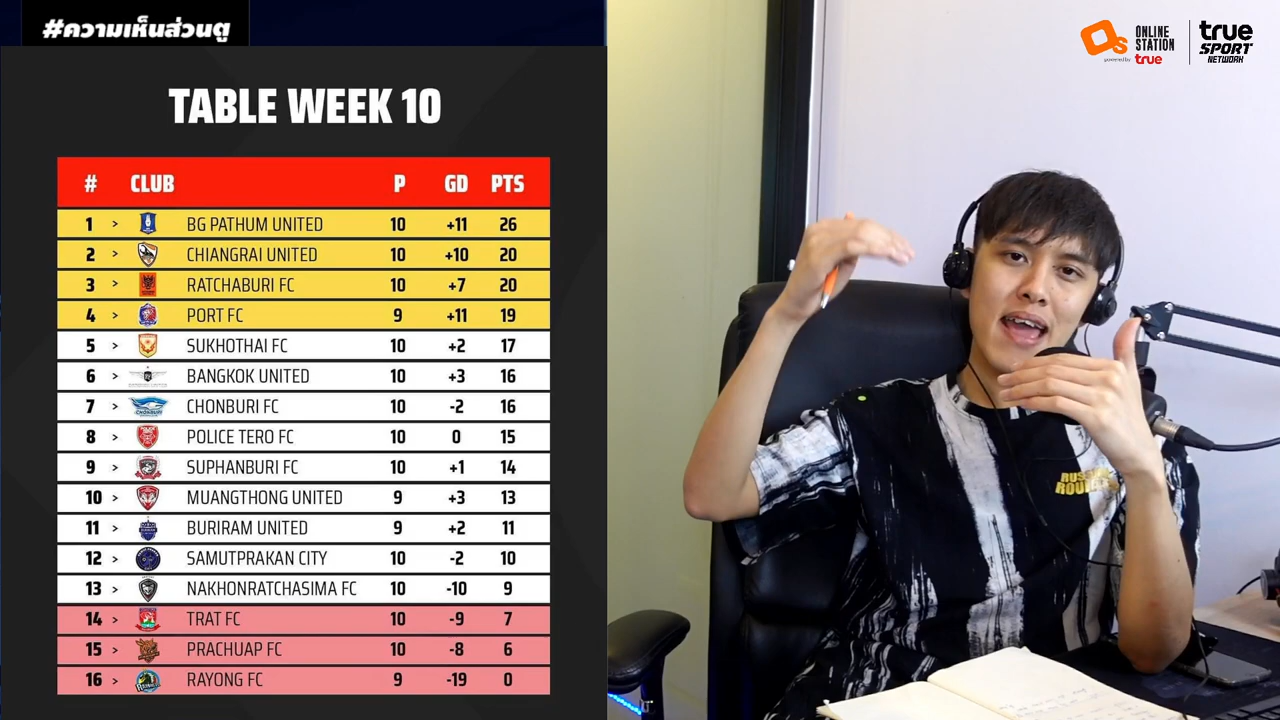 #ความเห็นส่วนตู
TABLE WEEK 10
# CLUB P GD PTS
1 > BG PATHUM UNITED 10 +11 26
2 > CHIANGRAI UNITED 10 +10 20
3 > RATCHABURI FC 10 +7 20
4 > PORT FC 9 +11 19
5 > SUKHOTHAI FC 10 +2 17
6 > BANGKOK UNITED 10 +3 16
7 > CHONBURI FC 10 -2 16
8 > POLICE TERO FC 10 0 15
9 > SUPHANBURI FC 10 +1 14
10 > MUANGTHONG UNITED 9 +3 13
11 > BURIRAM UNITED 9 +2 11
12 > SAMUTPRAKAN CITY 10 -2 10
13 > NAKHONRATCHASIMA FC 10 -10 9
14 > TRAT FC 10 -9 7
15 > PRACHUAP FC 10 -8 6
16 > RAYONG FC 9 -19 0
OS ONLINE STATION
powered by true
true SPORT NETWORK